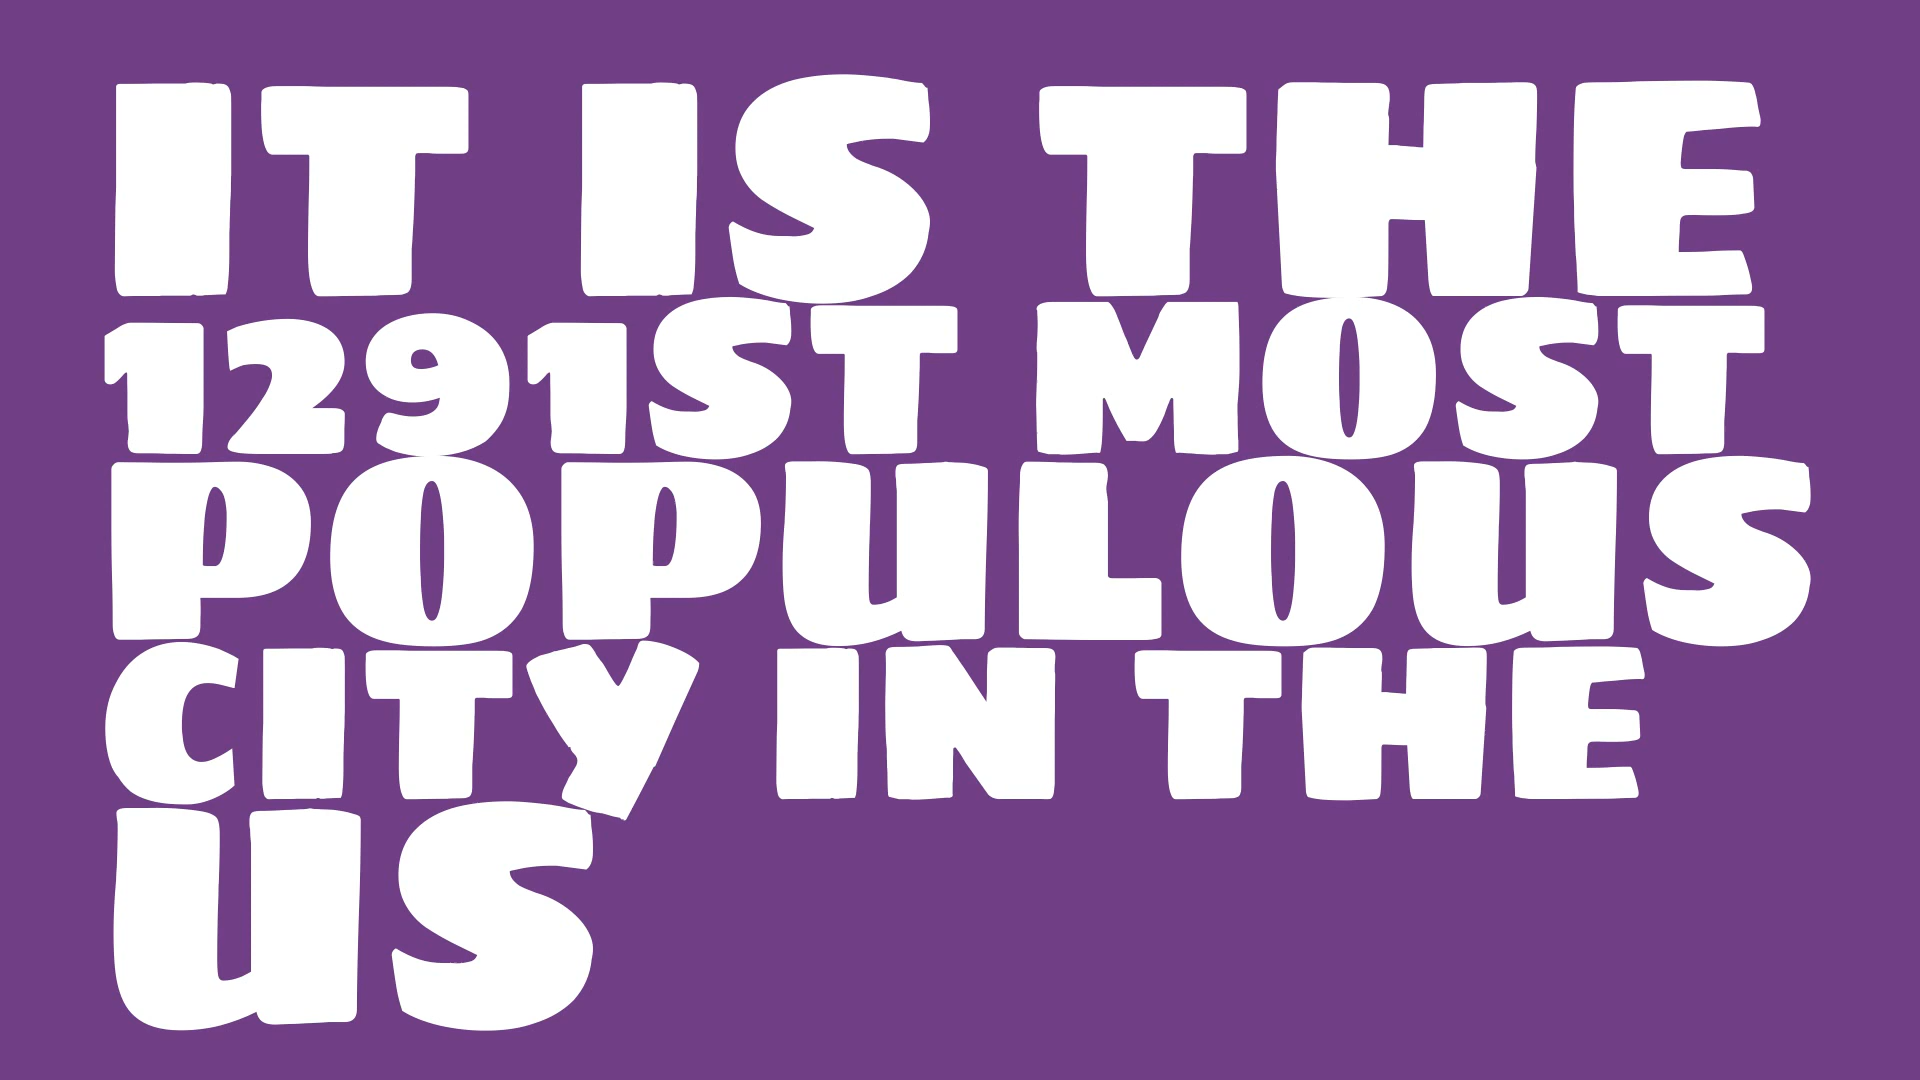 IT IS THE
1291ST MOST
POPULOUS
CITY IN THE
US